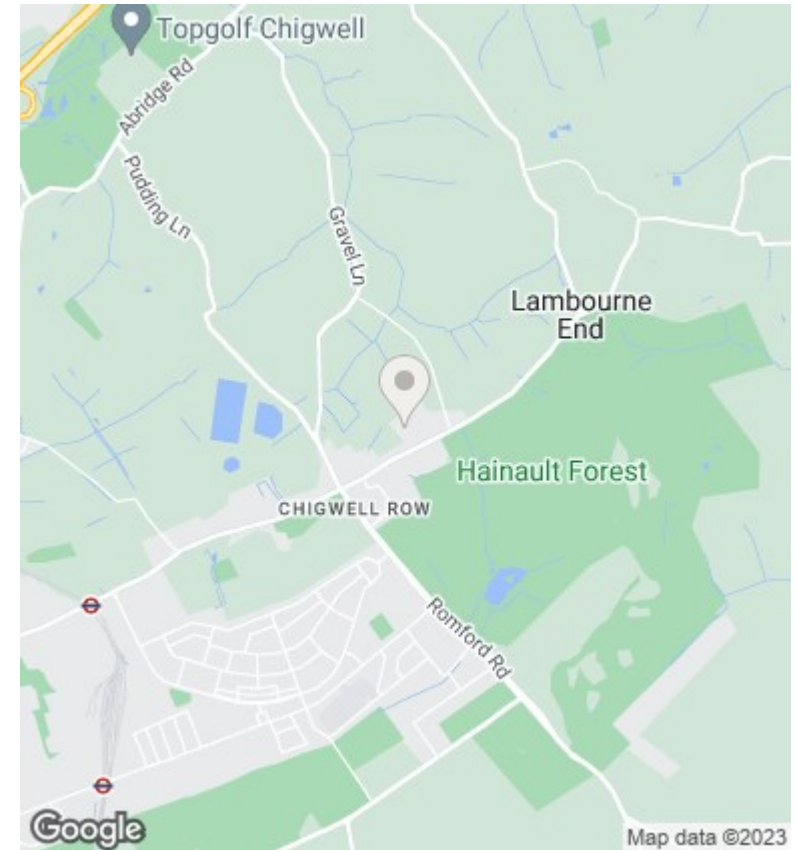 Topgolf Chigwell
Abridge Rd
Pudding Ln
Gravel Ln
Lambourne
End
Hainault Forest
CHIGWELL ROW
Romford Rd
Google
Map data ©2023